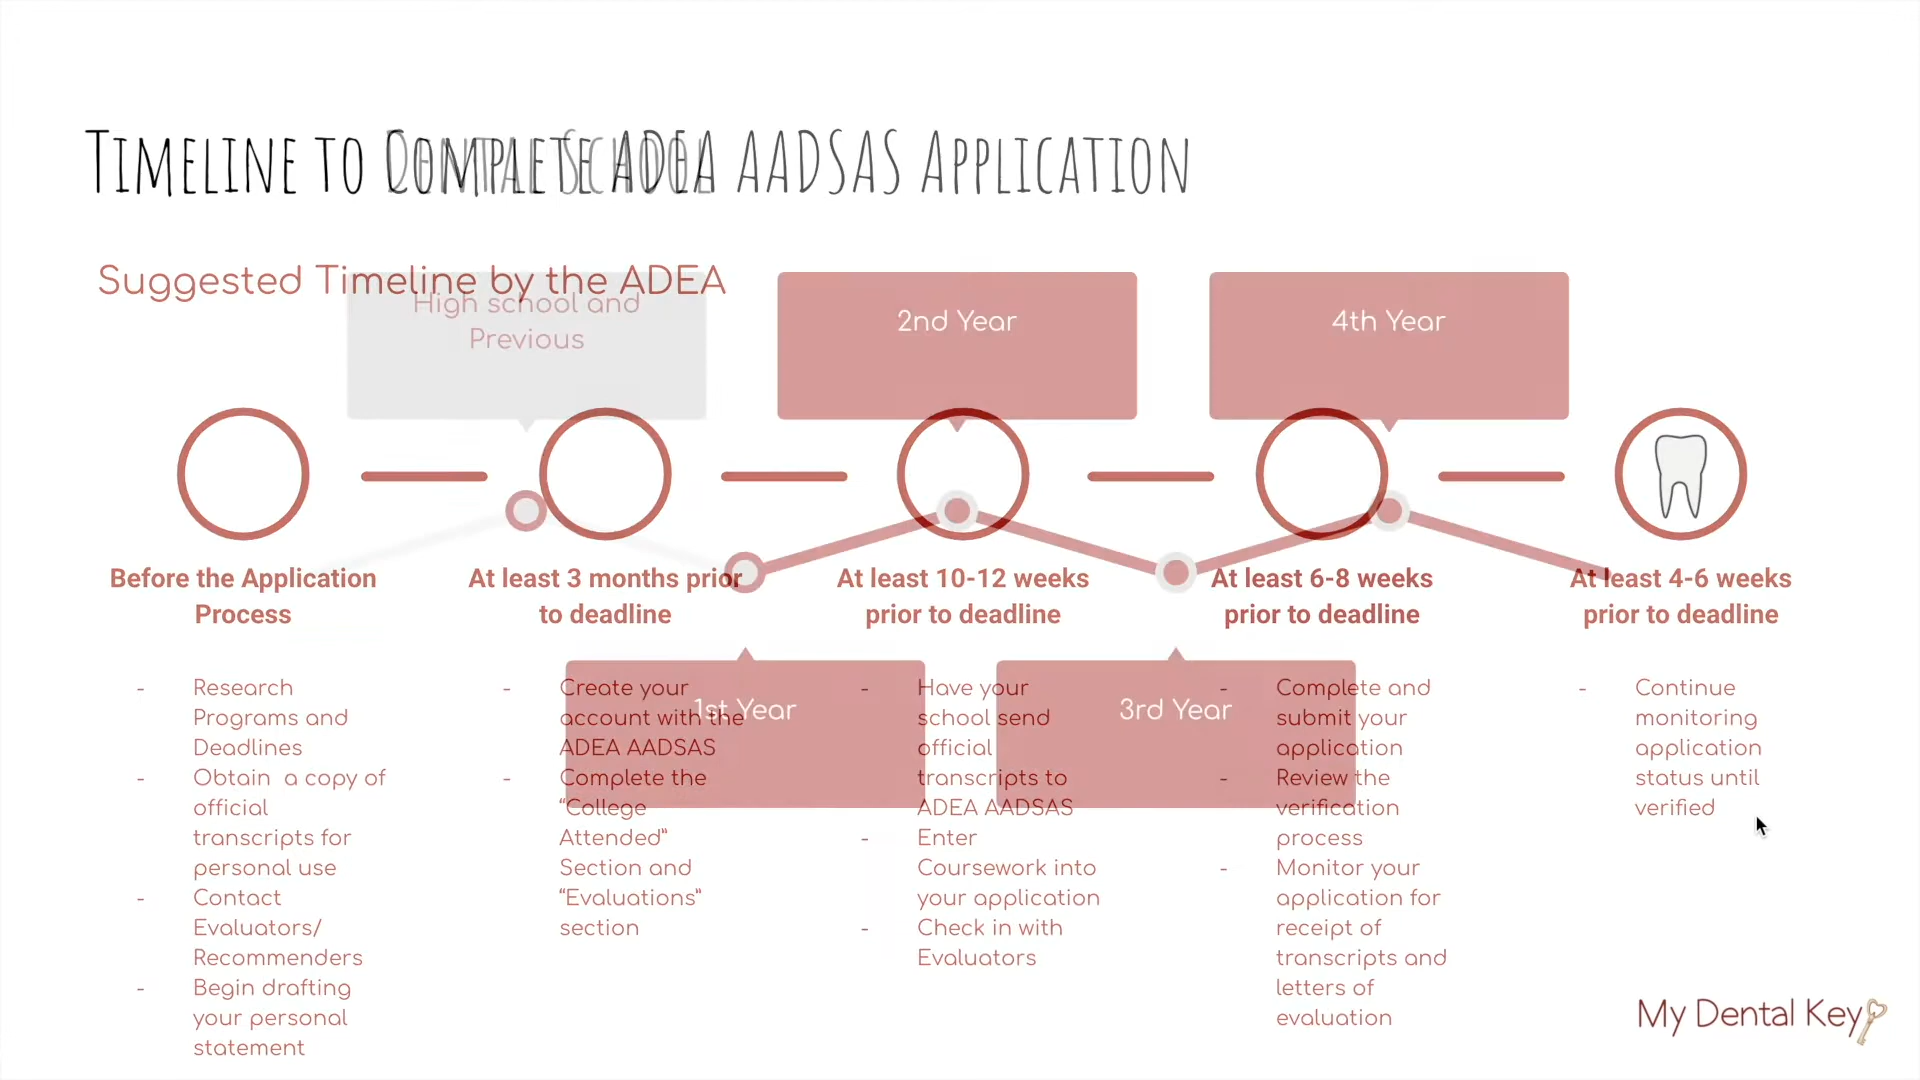 Timeline to Complete ADEA AADSAS Application
Timeline to Dental School
Suggested Timeline by the ADEA
High school and
Previous
2nd Year
4th Year
Before the Application
Process
- Research
Programs and
Deadlines
- Obtain a copy of
official
transcripts for
personal use
- Contact
Evaluators/
Recommenders
- Begin drafting
your personal
statement
At least 3 months prior
to deadline
- Create your
account with the
ADEA AADSAS
- Complete the
“College
Attended”
Section and
“Evaluations”
section
1st Year
At least 10-12 weeks
prior to deadline
- Have your
school send
official
transcripts to
ADEA AADSAS
- Enter
Coursework into
your application
- Check in with
Evaluators
3rd Year
At least 6-8 weeks
prior to deadline
- Complete and
submit your
application
- Review the
verification
process
- Monitor your
application for
receipt of
transcripts and
letters of
evaluation
At least 4-6 weeks
prior to deadline
- Continue
monitoring
application
status until
verified
My Dental Key